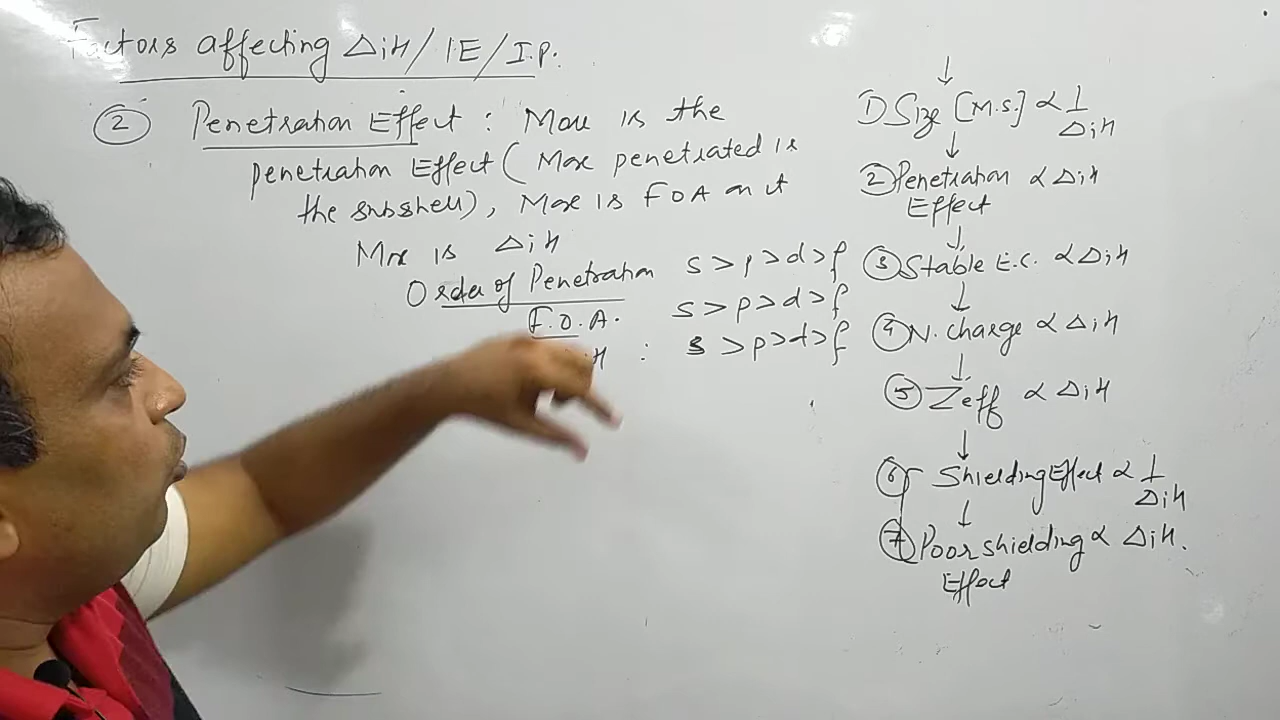 Factors affecting ΔiH/IE/I.P.
② Penetration Effect : More is the
penetration Effect (More penetrated is
the subshell), More is FOA on it
More is ΔiH
Order of Penetration s > p > d > f
F.O.A. s > p > d > f
iH : s > p > d > f
↓
① Size [M.S.] ∝ 1/ΔiH
↓
② Penetration ∝ ΔiH
Effect
↓
③ Stable E.C. ∝ ΔiH
↓
④ N. charge ∝ ΔiH
↓
⑤ Zeff ∝ ΔiH
↓
⑥ Shielding Effect ∝ 1/ΔiH
↓
⑦ Poor shielding ∝ ΔiH.
Effect